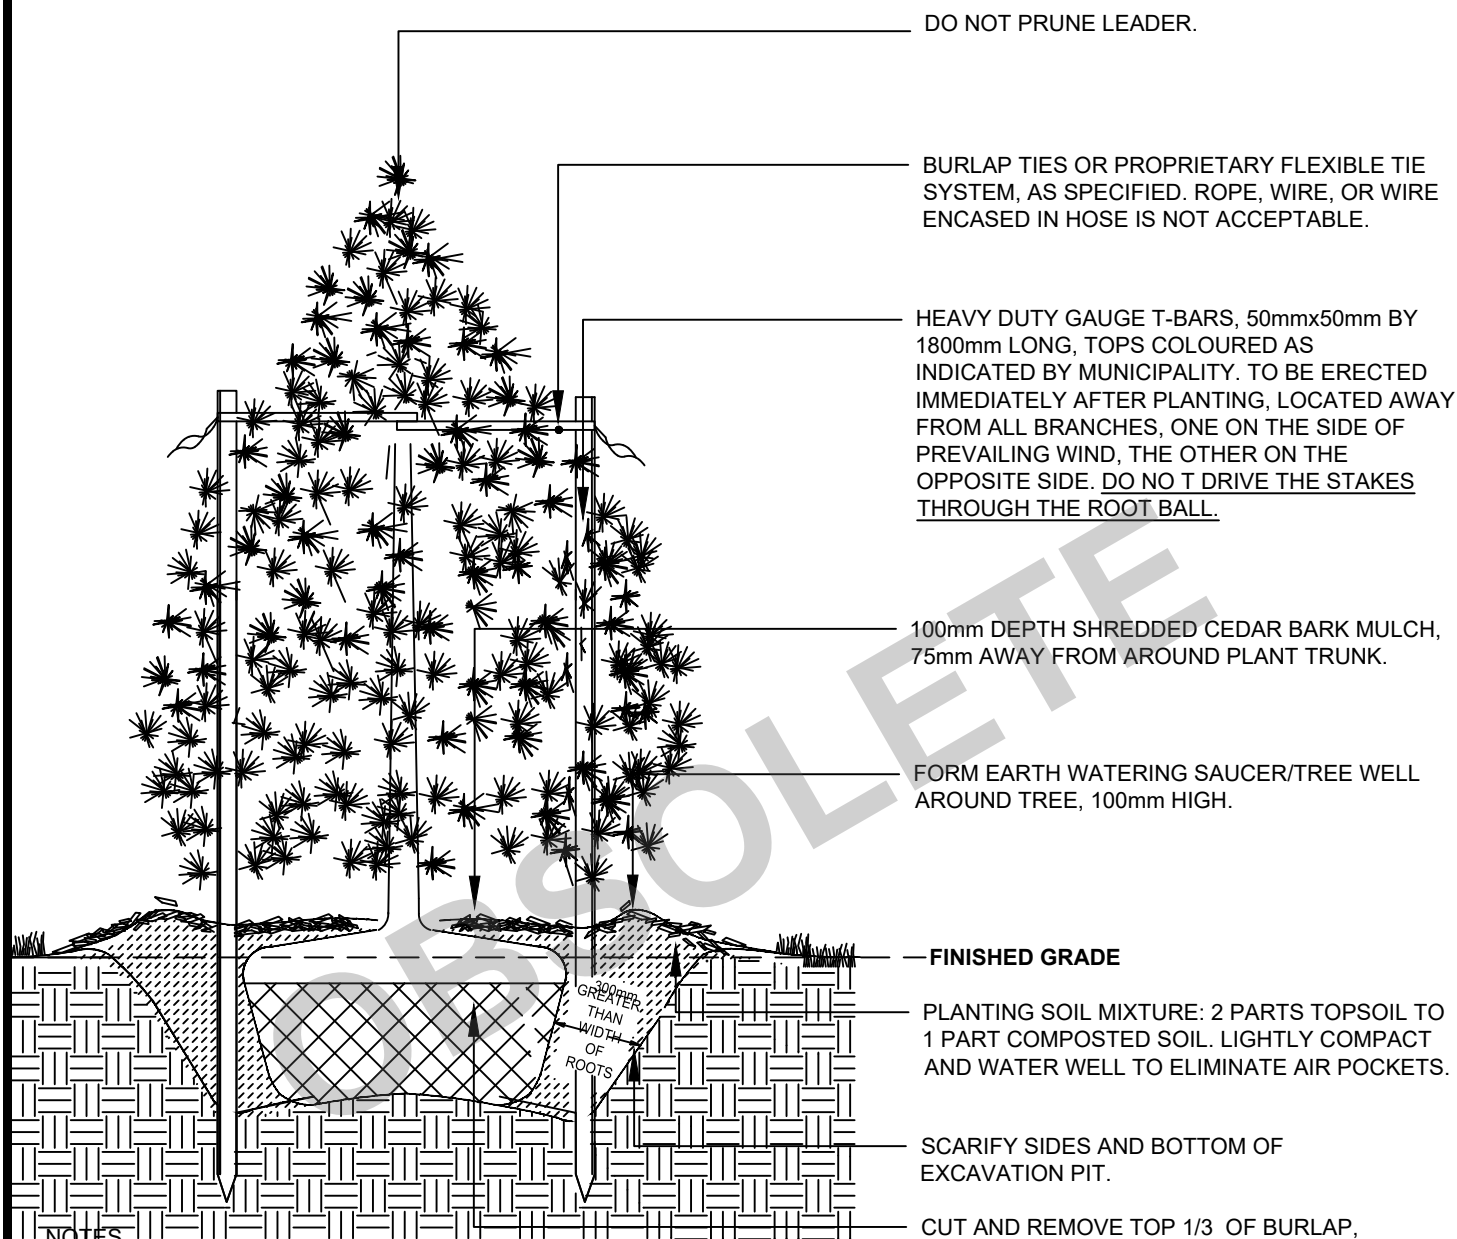 DO NOT PRUNE LEADER.
BURLAP TIES OR PROPRIETARY FLEXIBLE TIE
SYSTEM, AS SPECIFIED. ROPE, WIRE, OR WIRE
ENCASED IN HOSE IS NOT ACCEPTABLE.
HEAVY DUTY GAUGE T-BARS, 50mmx50mm BY
1800mm LONG, TOPS COLOURED AS
INDICATED BY MUNICIPALITY. TO BE ERECTED
IMMEDIATELY AFTER PLANTING, LOCATED AWAY
FROM ALL BRANCHES, ONE ON THE SIDE OF
PREVAILING WIND, THE OTHER ON THE
OPPOSITE SIDE. DO NO T DRIVE THE STAKES
THROUGH THE ROOT BALL.
100mm DEPTH SHREDDED CEDAR BARK MULCH,
75mm AWAY FROM AROUND PLANT TRUNK.
FORM EARTH WATERING SAUCER/TREE WELL
AROUND TREE, 100mm HIGH.
OBSOLETE
FINISHED GRADE
300mm
GREATER
THAN
WIDTH
OF
ROOTS
PLANTING SOIL MIXTURE: 2 PARTS TOPSOIL TO
1 PART COMPOSTED SOIL. LIGHTLY COMPACT
AND WATER WELL TO ELIMINATE AIR POCKETS.
SCARIFY SIDES AND BOTTOM OF
EXCAVATION PIT.
CUT AND REMOVE TOP 1/3 OF BURLAP,
NOTES